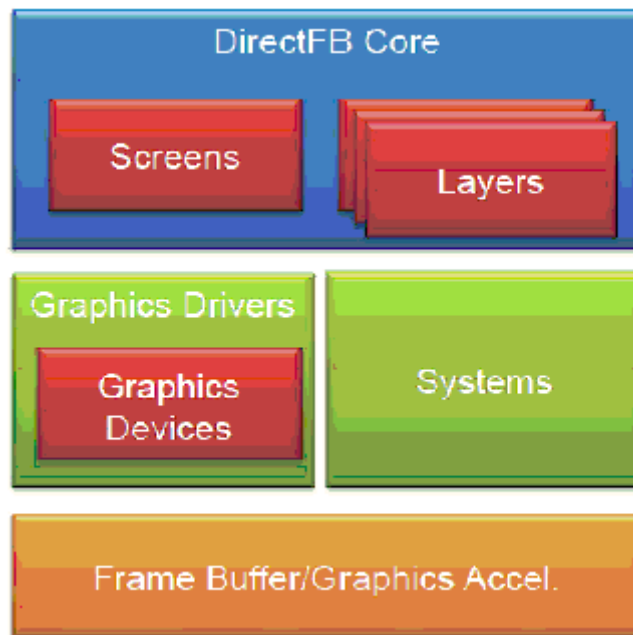 DirectFB Core
Screens
Layers
Graphics Drivers
Graphics
Devices
Systems
Frame Buffer/Graphics Accel.